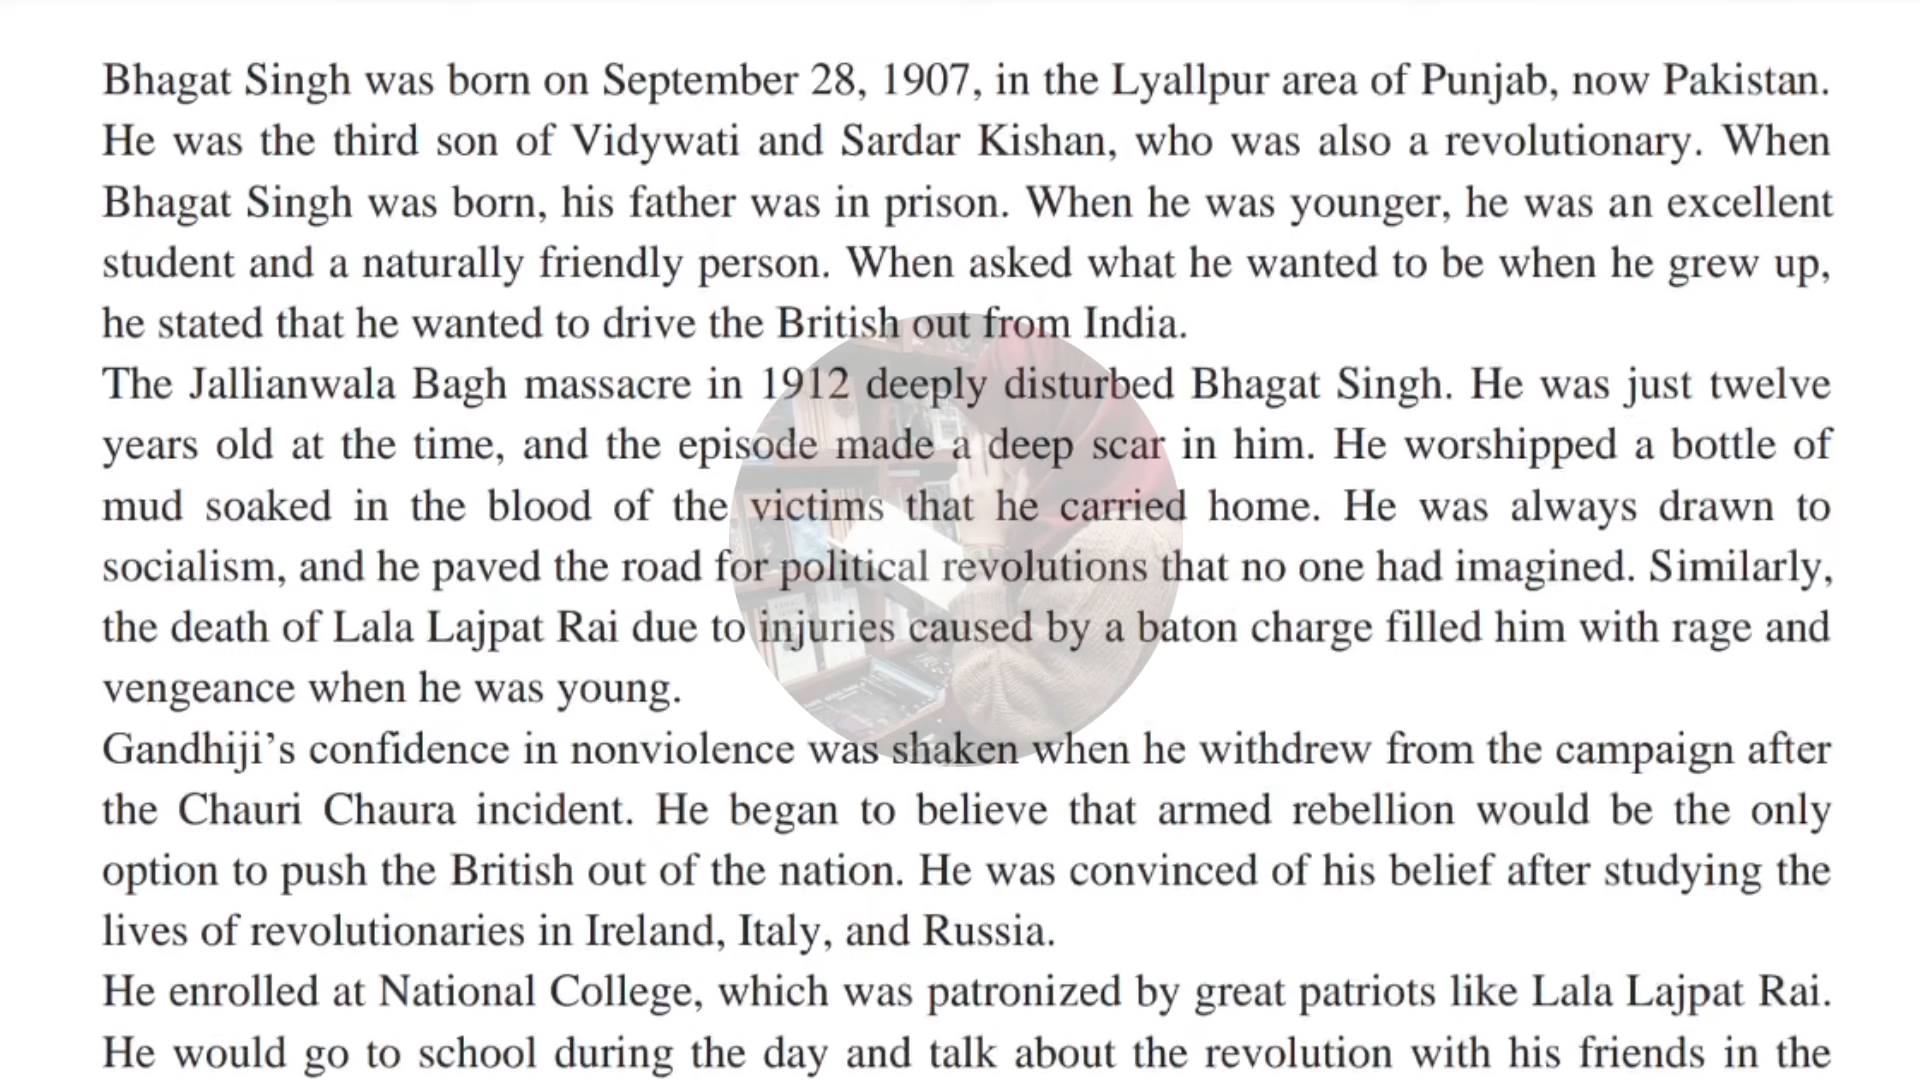 Bhagat Singh was born on September 28, 1907, in the Lyallpur area of Punjab, now Pakistan.
He was the third son of Vidywati and Sardar Kishan, who was also a revolutionary. When
Bhagat Singh was born, his father was in prison. When he was younger, he was an excellent
student and a naturally friendly person. When asked what he wanted to be when he grew up,
he stated that he wanted to drive the British out from India.
The Jallianwala Bagh massacre in 1912 deeply disturbed Bhagat Singh. He was just twelve
years old at the time, and the episode made a deep scar in him. He worshipped a bottle of
mud soaked in the blood of the victims that he carried home. He was always drawn to
socialism, and he paved the road for political revolutions that no one had imagined. Similarly,
the death of Lala Lajpat Rai due to injuries caused by a baton charge filled him with rage and
vengeance when he was young.
Gandhiji’s confidence in nonviolence was shaken when he withdrew from the campaign after
the Chauri Chaura incident. He began to believe that armed rebellion would be the only
option to push the British out of the nation. He was convinced of his belief after studying the
lives of revolutionaries in Ireland, Italy, and Russia.
He enrolled at National College, which was patronized by great patriots like Lala Lajpat Rai.
He would go to school during the day and talk about the revolution with his friends in the